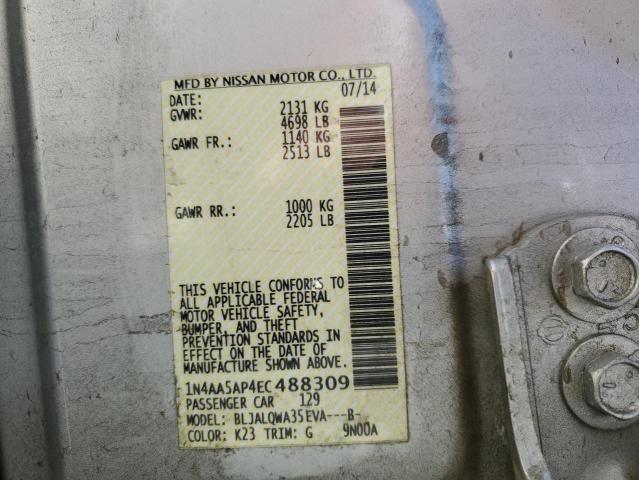 MFD BY NISSAN MOTOR CO., LTD.
DATE: 07/14
GVWR: 2131 KG
4698 LB
GAWR FR.: 1140 KG
2513 LB
GAWR RR.: 1000 KG
2205 LB
THIS VEHICLE CONFORMS TO
ALL APPLICABLE FEDERAL
MOTOR VEHICLE SAFETY,
BUMPER, AND THEFT
PREVENTION STANDARDS IN
EFFECT ON THE DATE OF
MANUFACTURE SHOWN ABOVE.
1N4AA5AP4EC488309
PASSENGER CAR 129
MODEL: BLJALQWA35EVA---B-
COLOR: K23 TRIM: G 9N00A